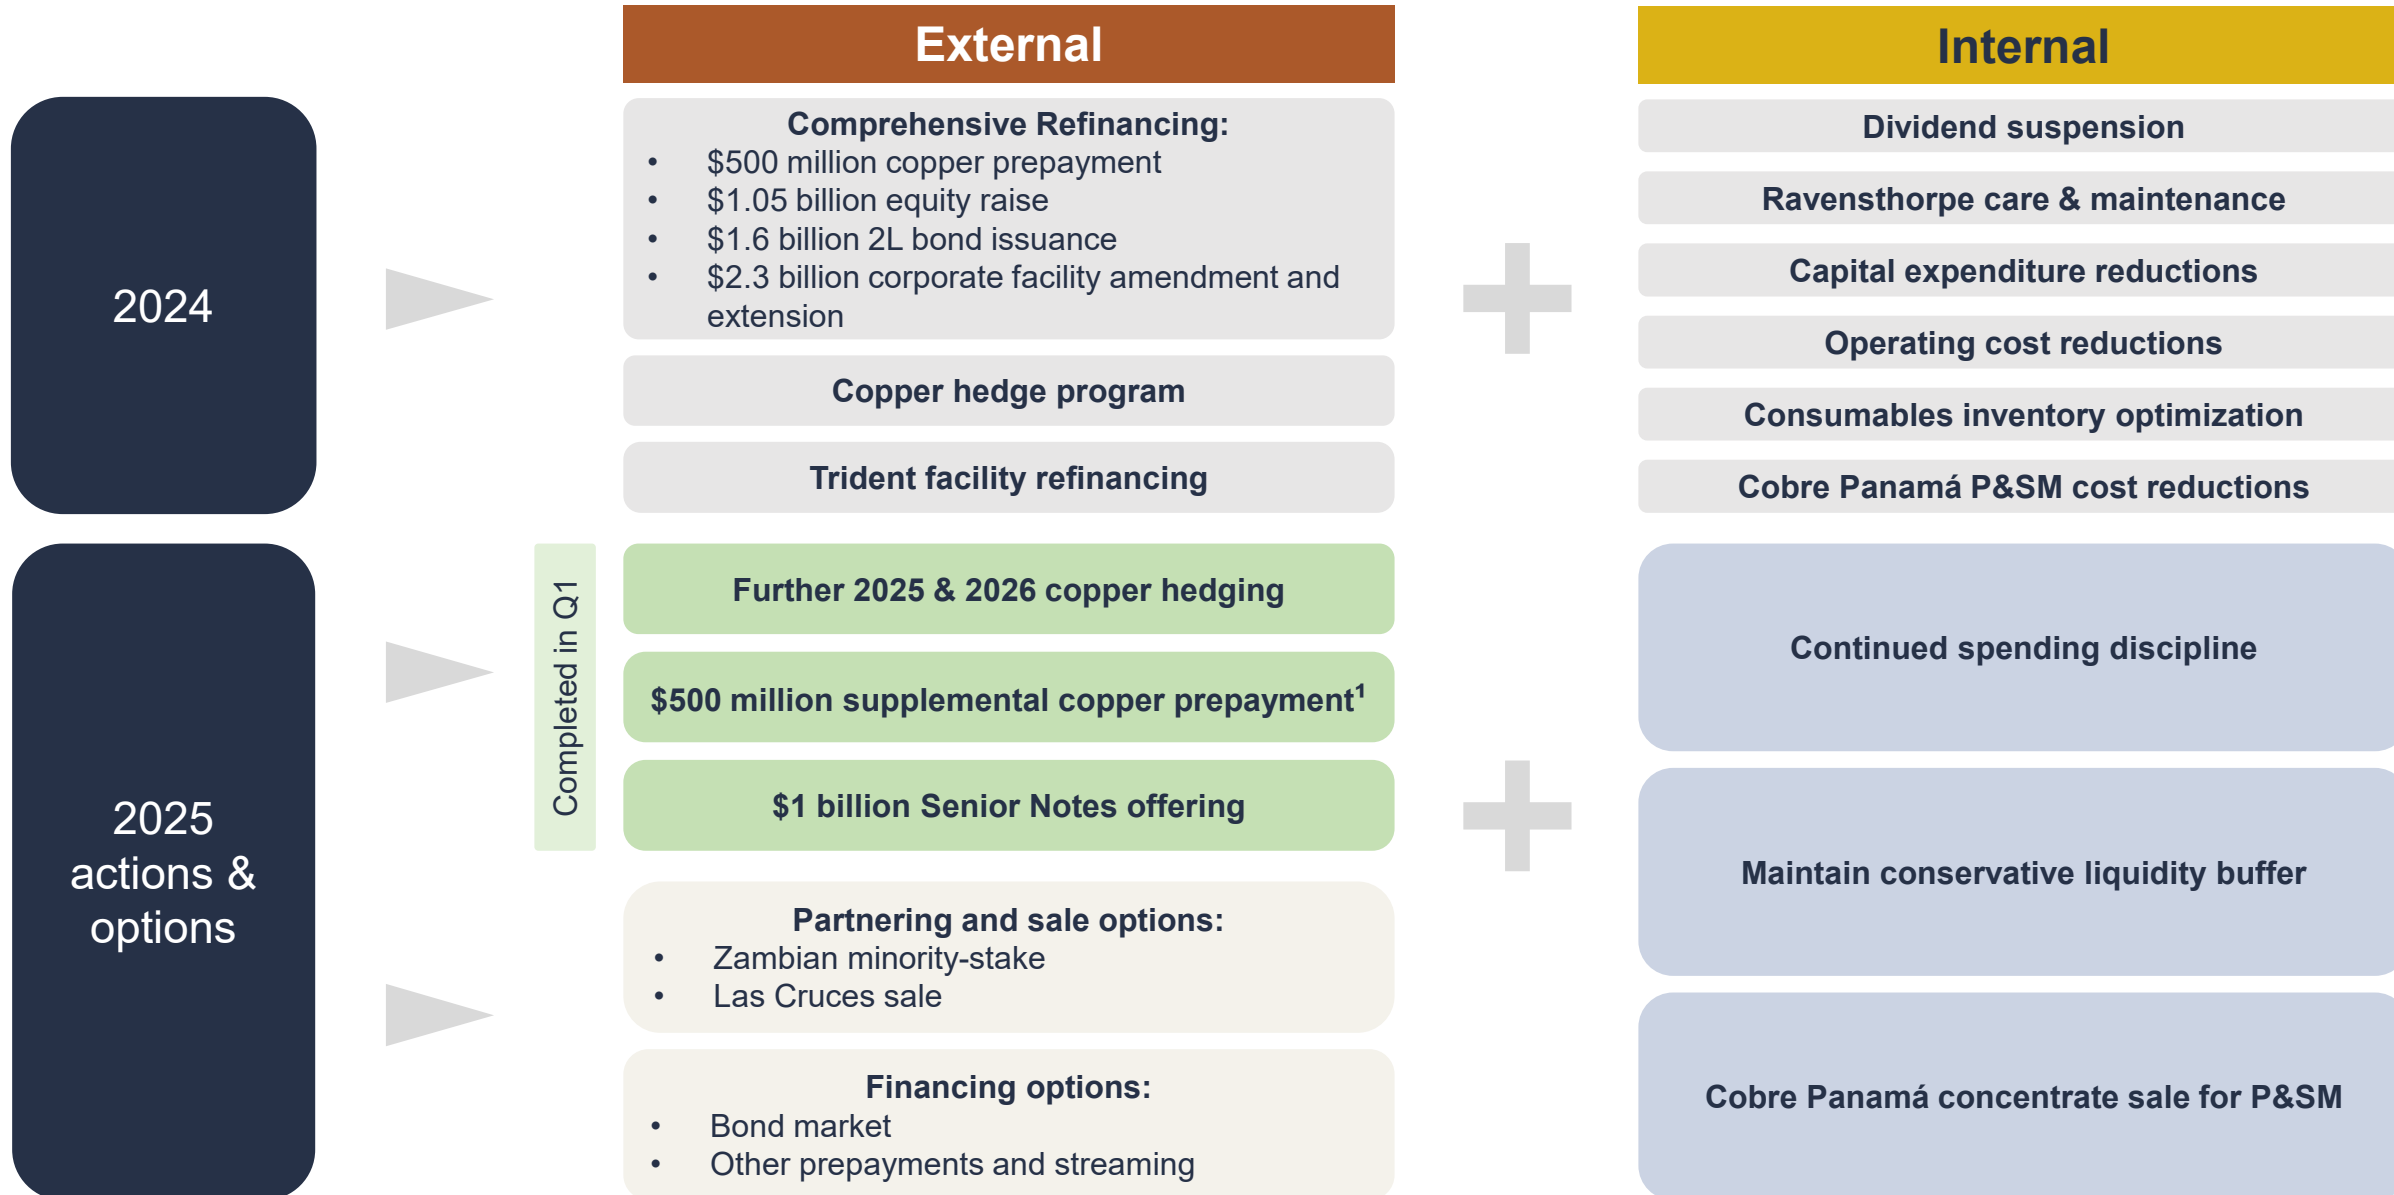 External
Internal
2024
Comprehensive Refinancing:
• $500 million copper prepayment
• $1.05 billion equity raise
• $1.6 billion 2L bond issuance
• $2.3 billion corporate facility amendment and
extension
Copper hedge program
Trident facility refinancing
Dividend suspension
Ravensthorpe care & maintenance
Capital expenditure reductions
Operating cost reductions
Consumables inventory optimization
Cobre Panamá P&SM cost reductions
2025
actions &
options
Completed in Q1
Further 2025 & 2026 copper hedging
$500 million supplemental copper prepayment¹
$1 billion Senior Notes offering
Partnering and sale options:
• Zambian minority-stake
• Las Cruces sale
Financing options:
• Bond market
• Other prepayments and streaming
Continued spending discipline
Maintain conservative liquidity buffer
Cobre Panamá concentrate sale for P&SM